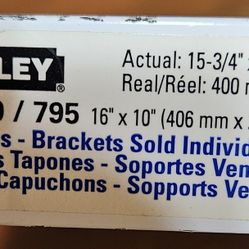 LEY®
Actual: 15-3/4" x
Real/Réel: 400 m
/ 795 16" x 10" (406 mm x
s - Brackets Sold Individ
s Tapones - Soportes Ven
Capuchons - Sopports Ve